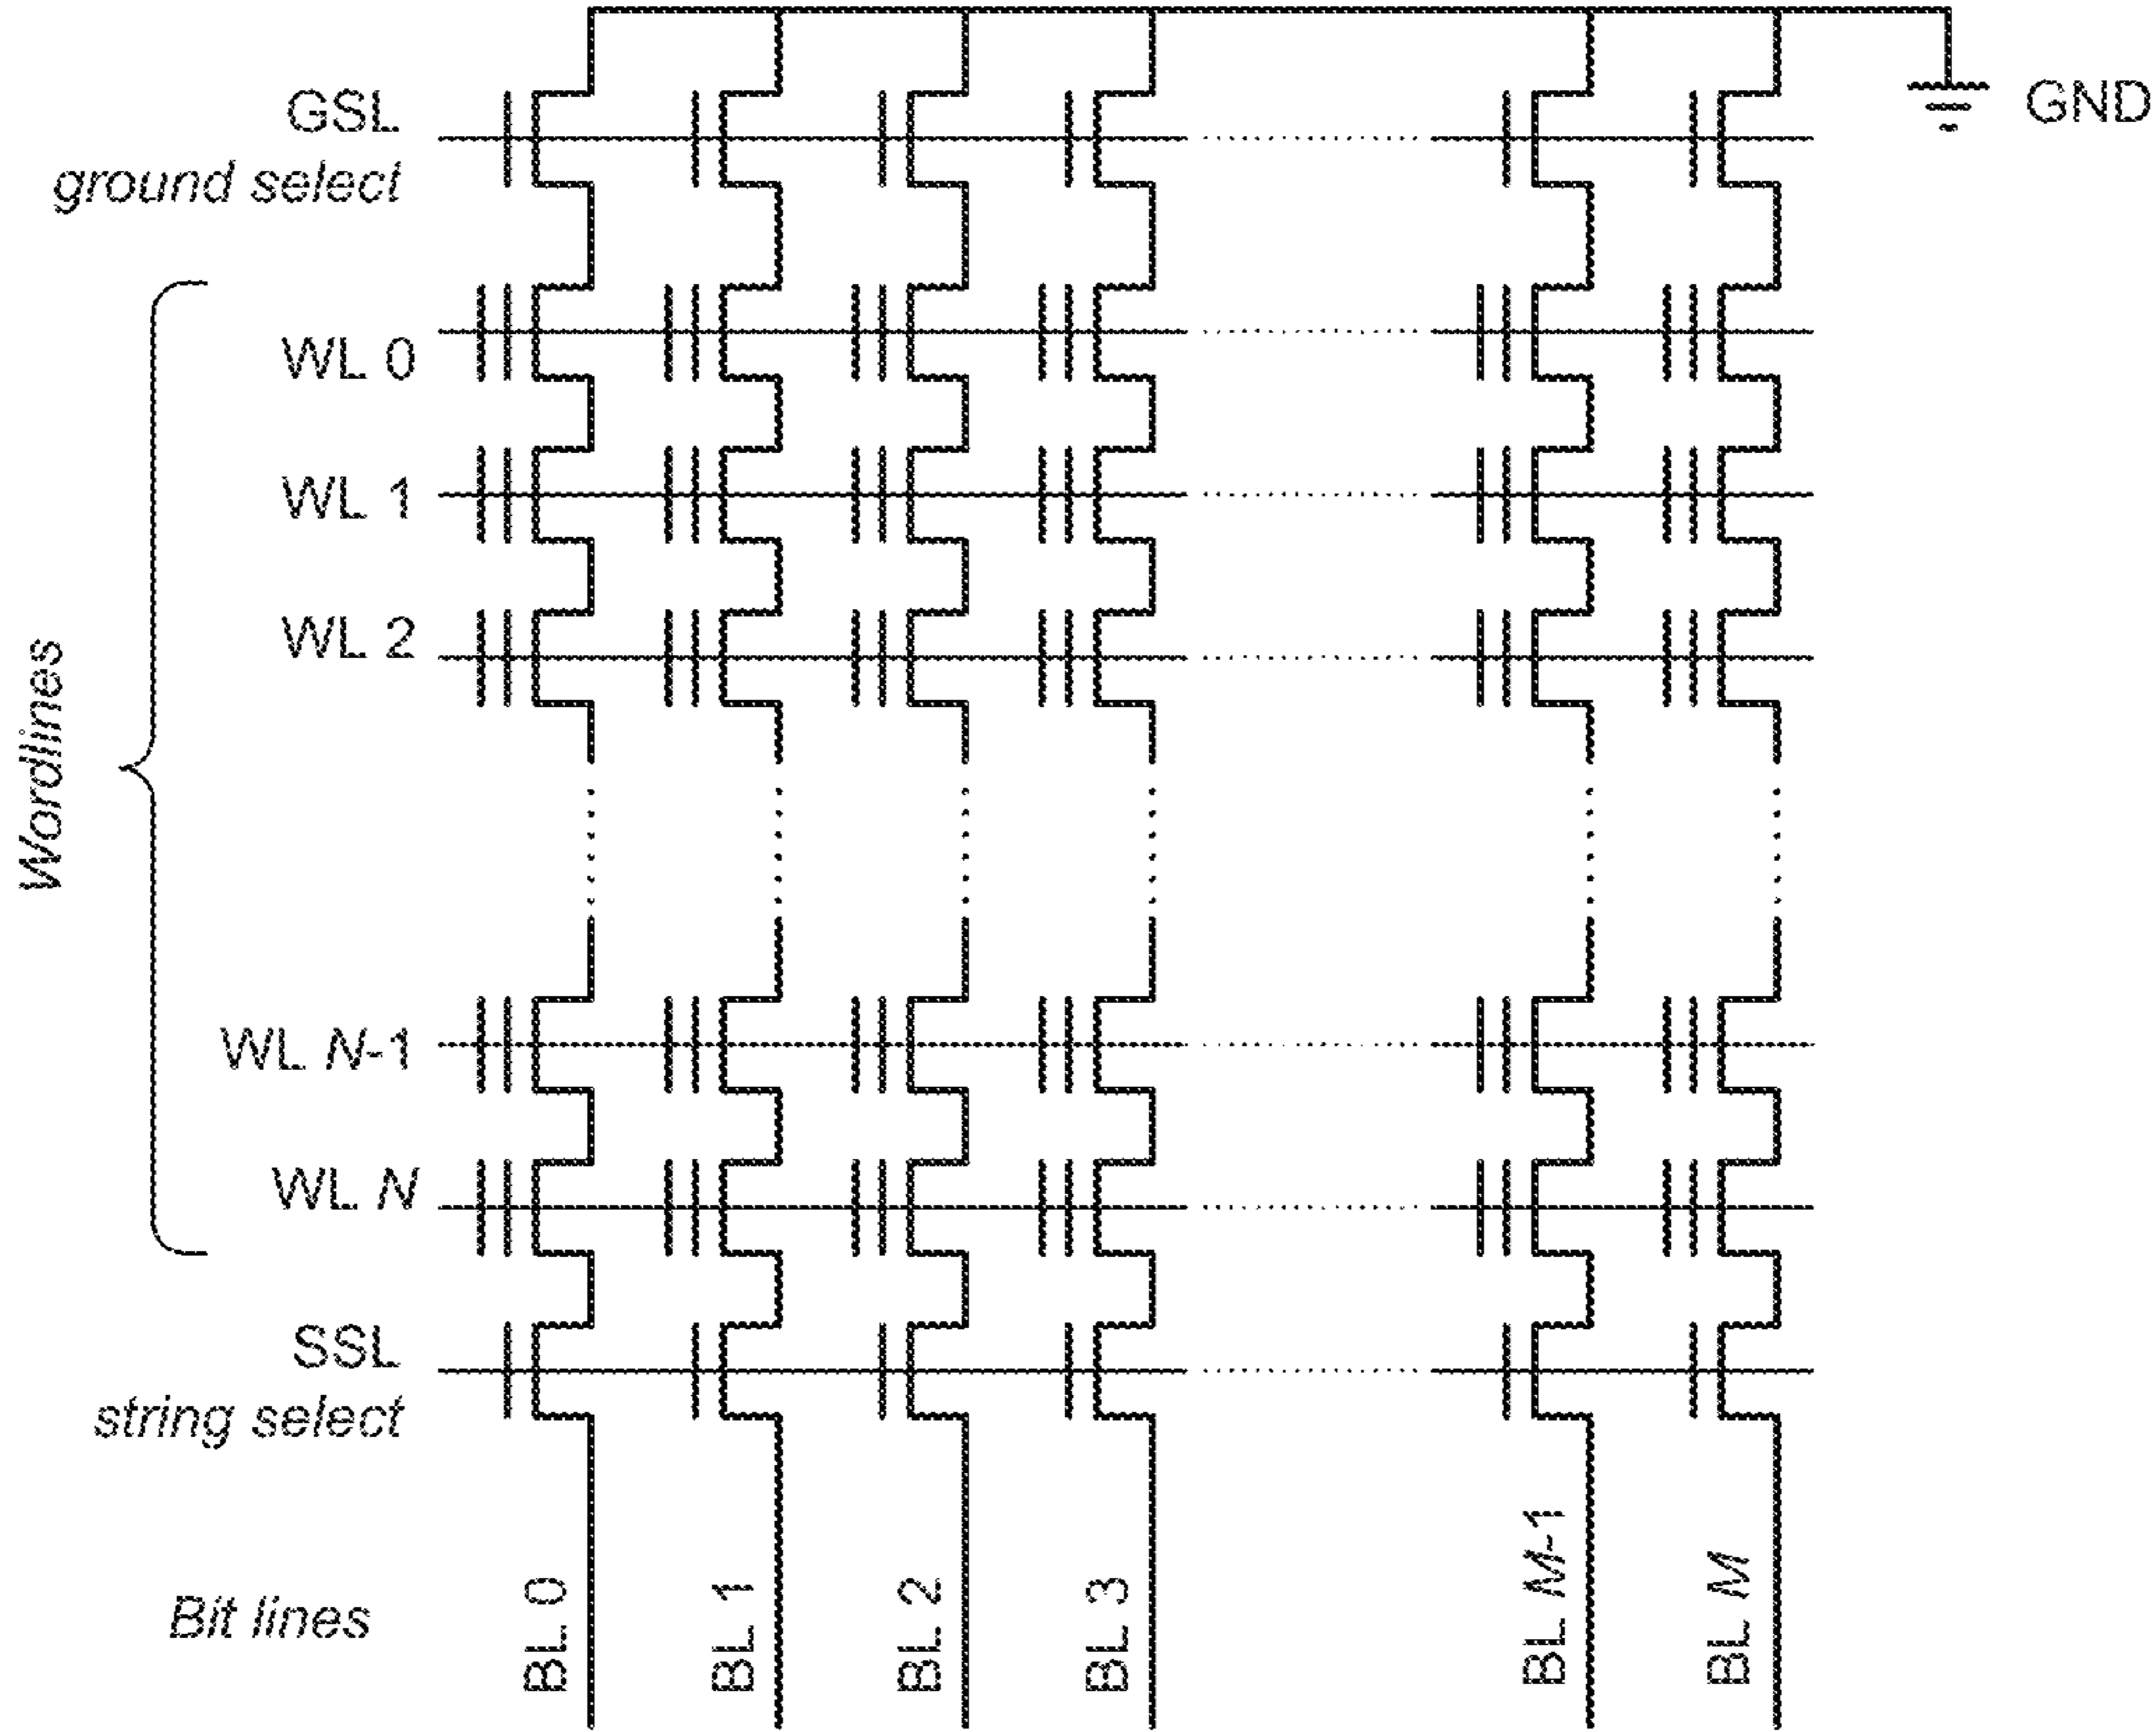 GSL
ground select
GND
WL 0
WL 1
WL 2
Wordlines
WL N-1
WL N
SSL
string select
Bit lines
BL 0
BL 1
BL 2
BL 3
BL M-1
BL M